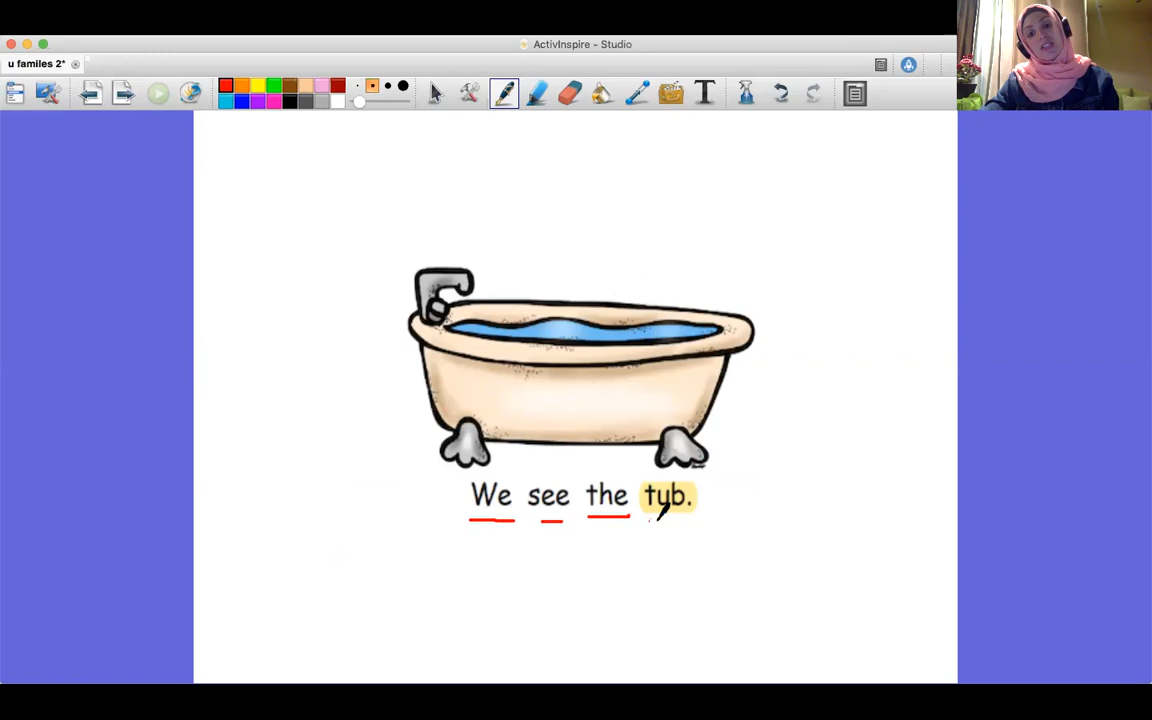 ActivInspire - Studio
u familes 2*
T
We see the tub.